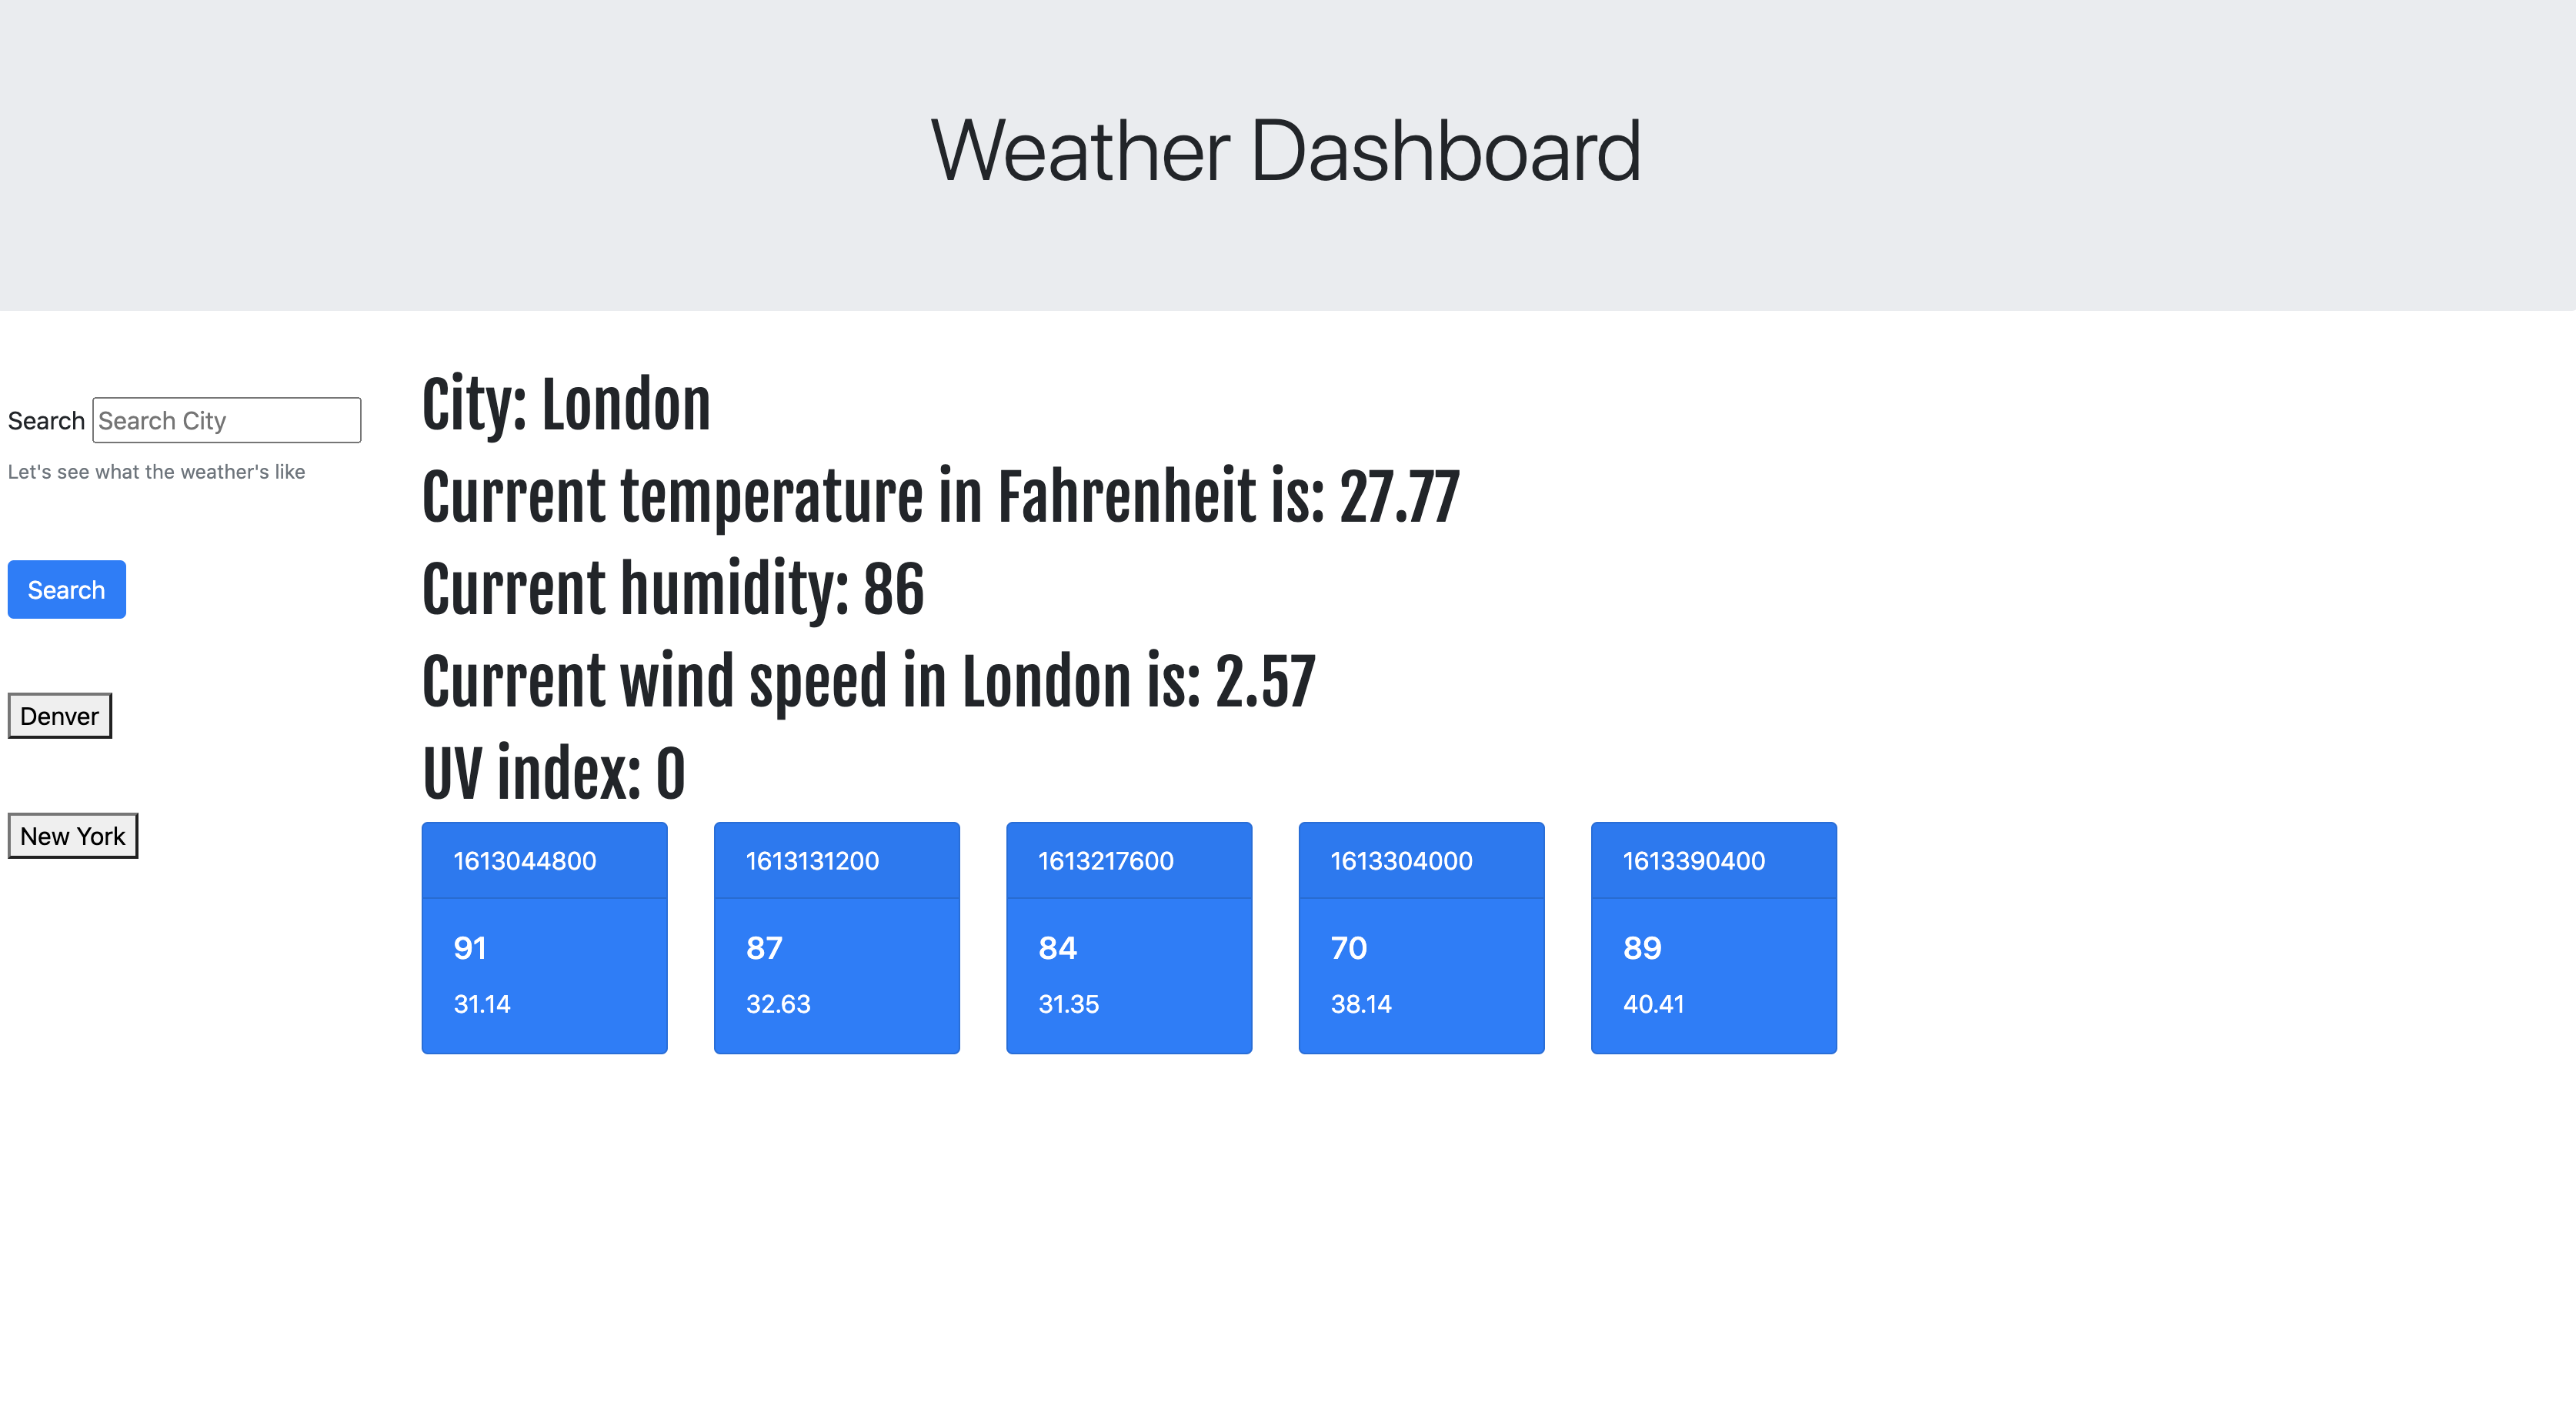 Weather Dashboard
Search Search City
Let's see what the weather's like
Search
Denver
New York
City: London
Current temperature in Fahrenheit is: 27.77
Current humidity: 86
Current wind speed in London is: 2.57
UV index: 0
1613044800
91
31.14
1613131200
87
32.63
1613217600
84
31.35
1613304000
70
38.14
1613390400
89
40.41